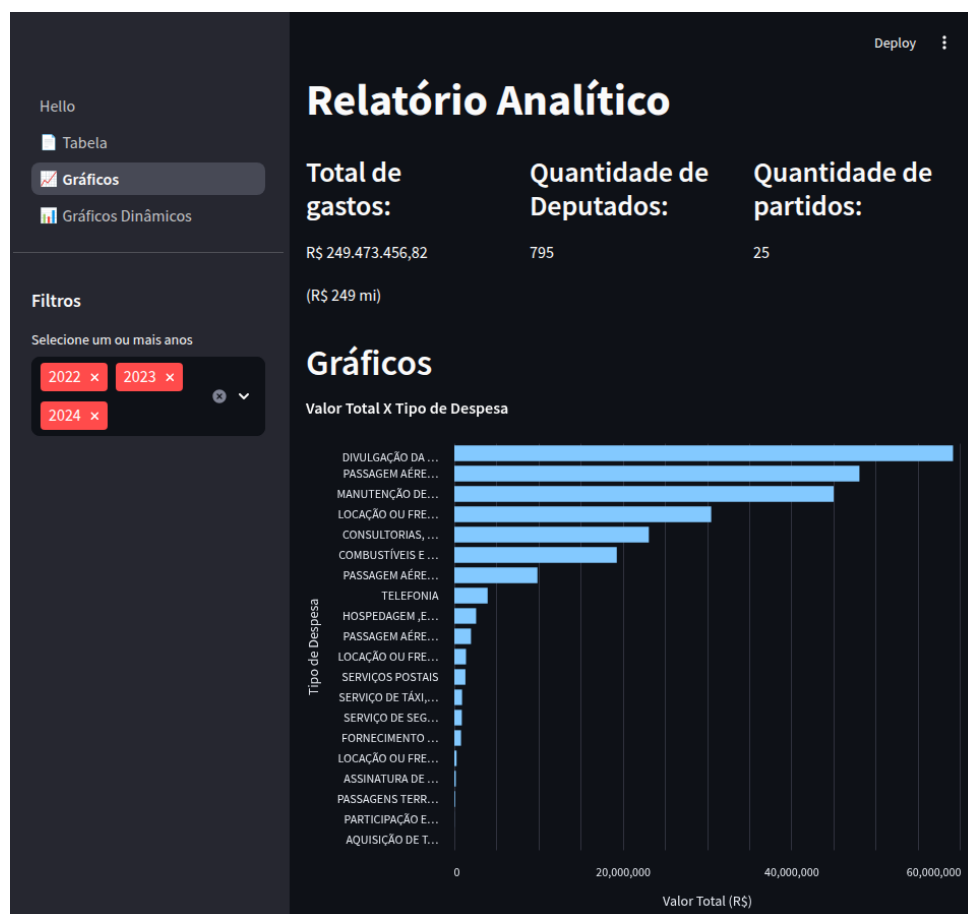 Deploy
Hello
Tabela
Gráficos
Gráficos Dinâmicos
Filtros
Selecione um ou mais anos
2022 ×
2023 ×
2024 ×
Relatório Analítico
Total de
gastos:
R$ 249.473.456,82
(R$ 249 mi)
Quantidade de
Deputados:
795
Quantidade de
partidos:
25
Gráficos
Valor Total X Tipo de Despesa
Tipo de Despesa
DIVULGAÇÃO DA …
PASSAGEM AÉRE…
MANUTENÇÃO DE…
LOCAÇÃO OU FRE…
CONSULTORIAS, …
COMBUSTÍVEIS E …
PASSAGEM AÉRE…
TELEFONIA
HOSPEDAGEM ,E…
PASSAGEM AÉRE…
LOCAÇÃO OU FRE…
SERVIÇOS POSTAIS
SERVIÇO DE TÁXI,…
SERVIÇO DE SEG…
FORNECIMENTO …
LOCAÇÃO OU FRE…
ASSINATURA DE …
PASSAGENS TERR…
PARTICIPAÇÃO E…
AQUISIÇÃO DE T…
0
20,000,000
40,000,000
60,000,000
Valor Total (R$)